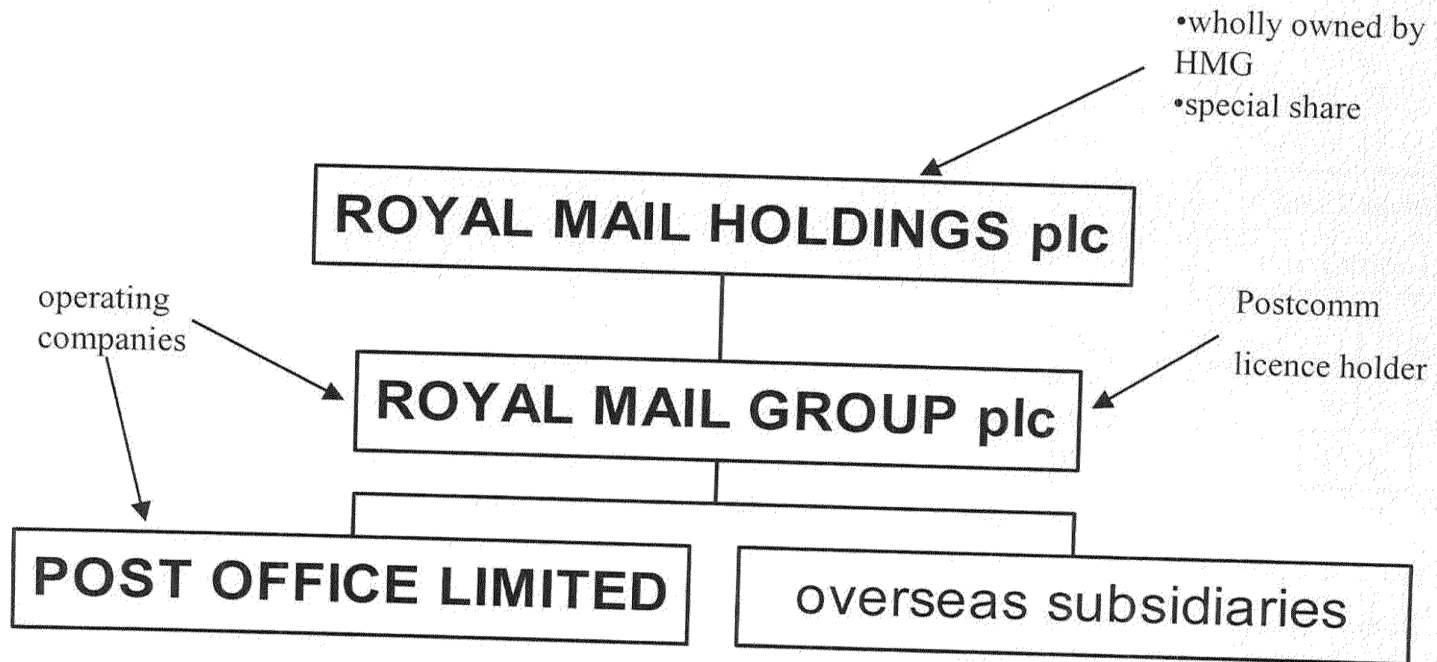 •wholly owned by
HMG
•special share
ROYAL MAIL HOLDINGS plc
operating
companies
Postcomm
licence holder
ROYAL MAIL GROUP plc
POST OFFICE LIMITED
overseas subsidiaries